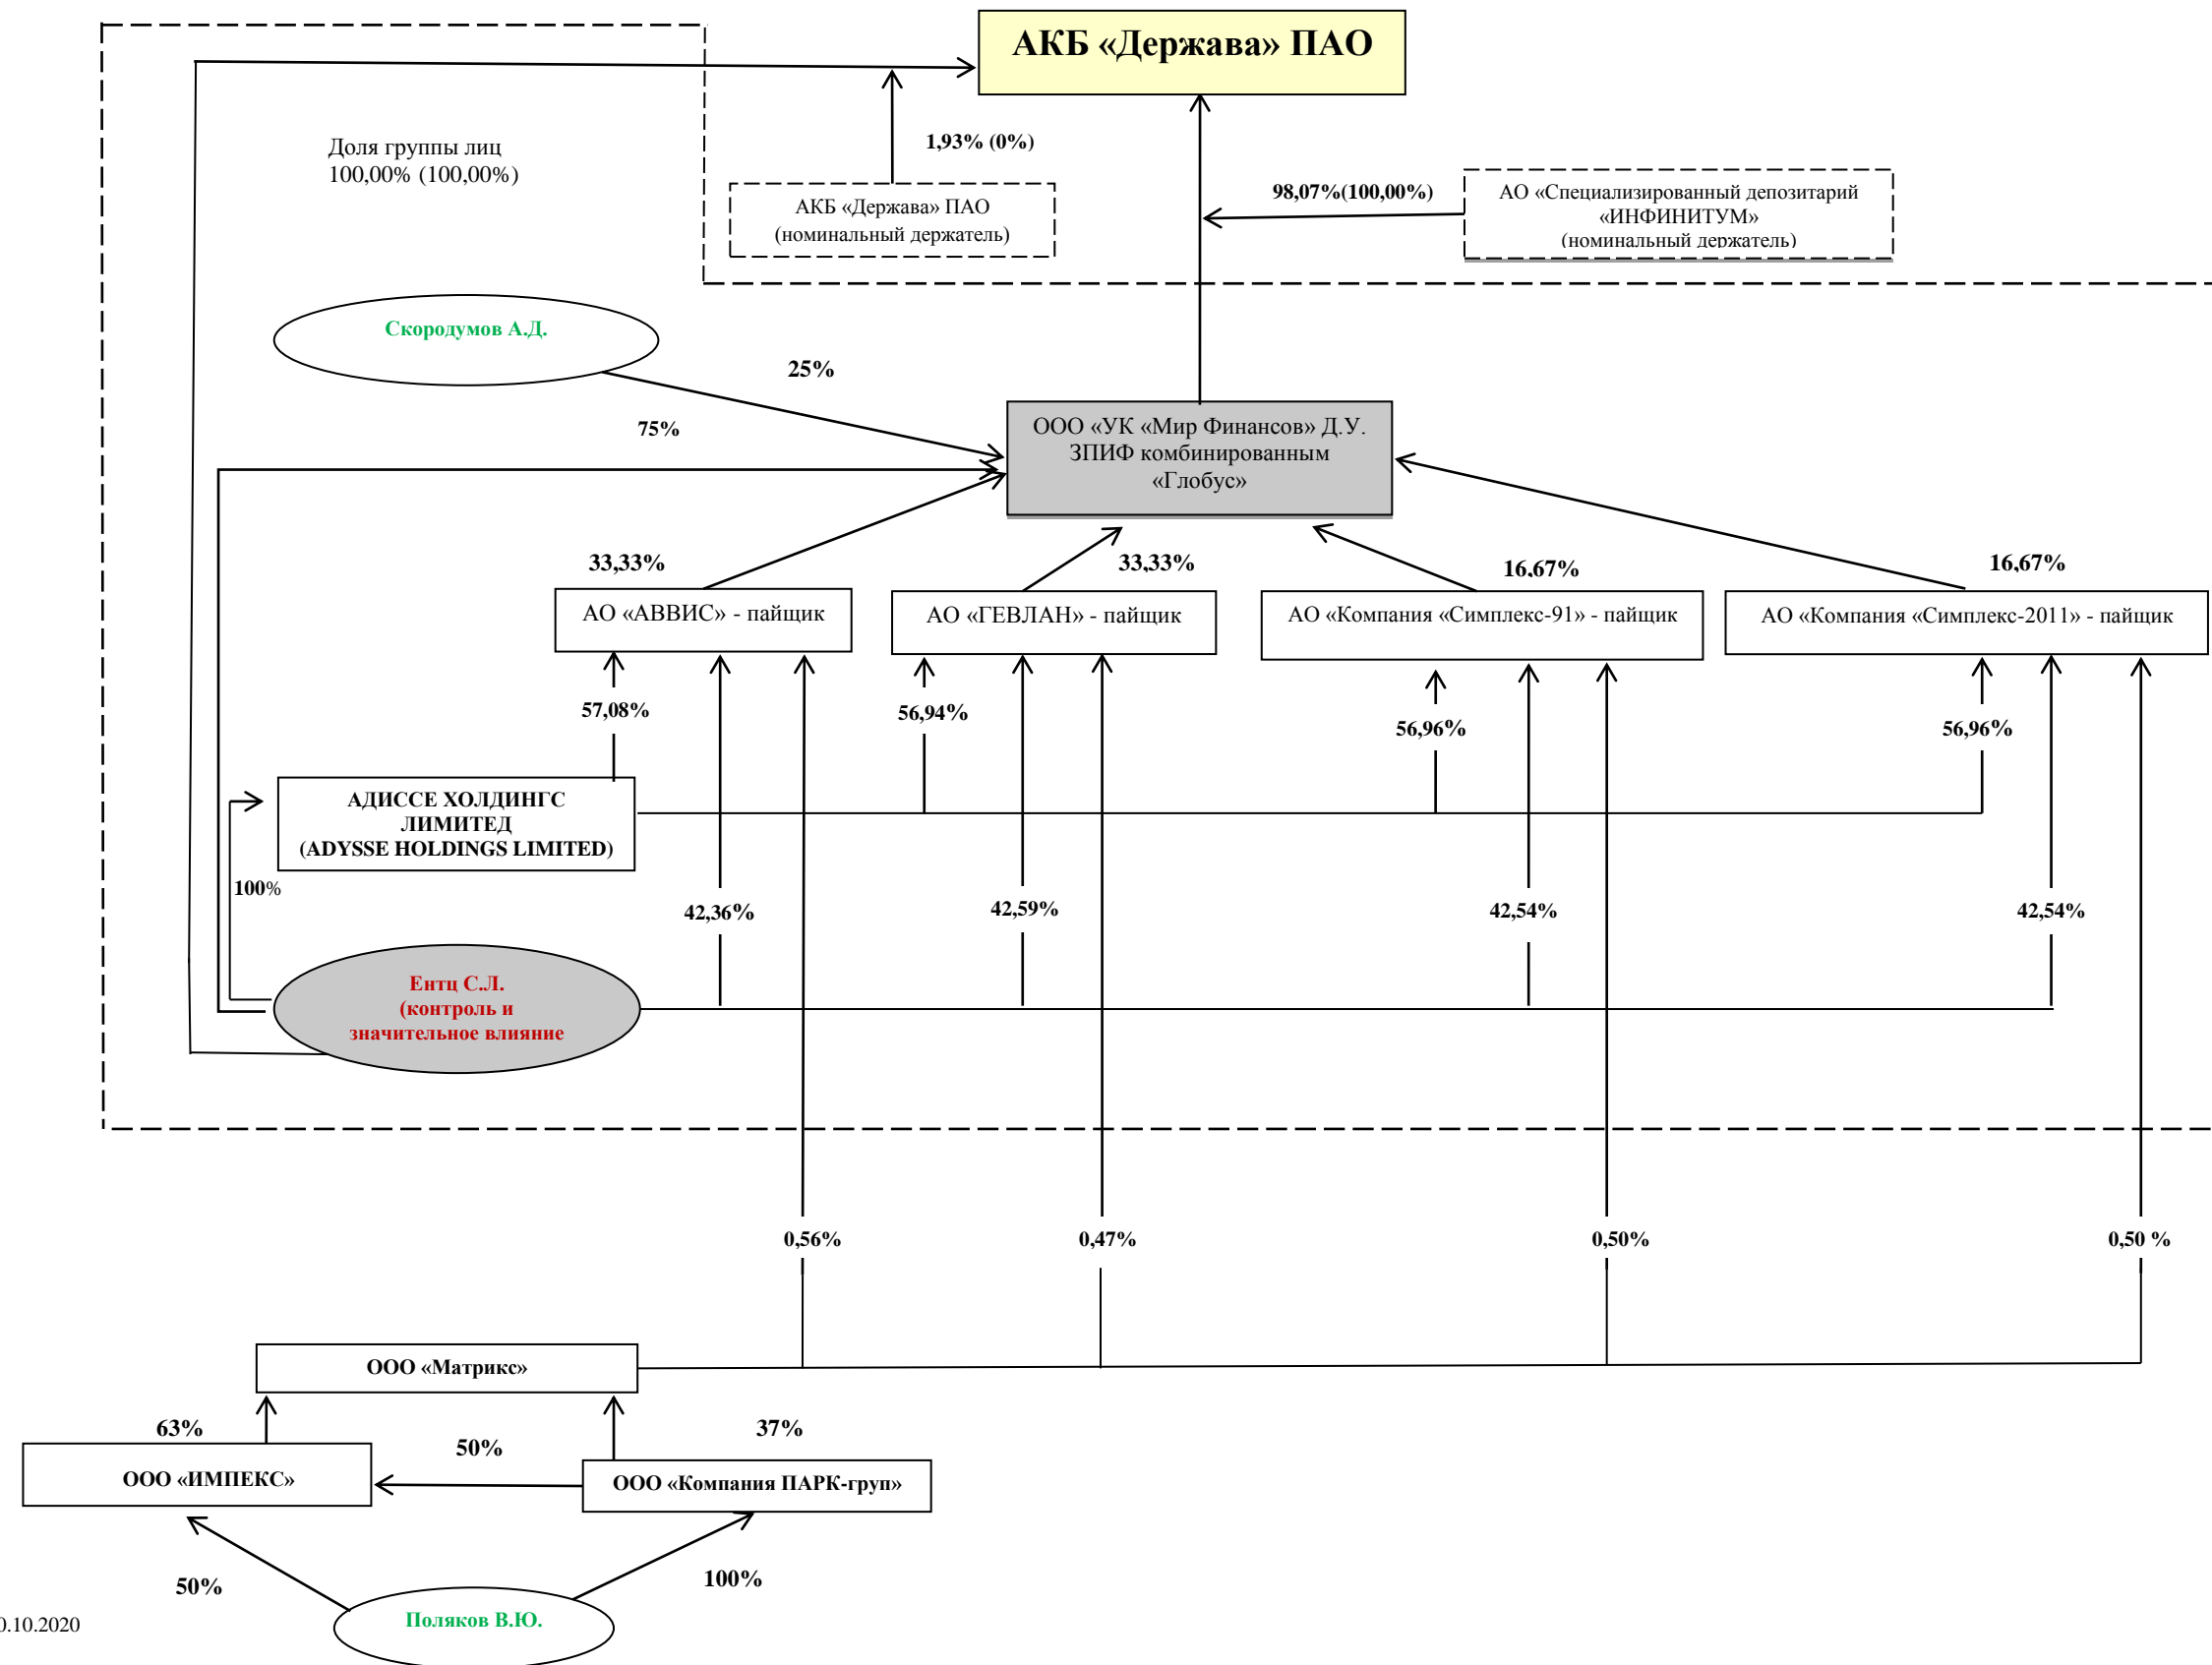 АКБ «Держава» ПАО
Доля группы лиц
100,00% (100,00%)
1,93% (0%)
АКБ «Держава» ПАО
(номинальный держатель)
98,07%(100,00%)
АО «Специализированный депозитарий
«ИНФИНИТУМ»
(номинальный держатель)
Скородумов А.Д.
25%
75%
ООО «УК «Мир Финансов» Д.У.
ЗПИФ комбинированным
«Глобус»
33,33%
33,33%
16,67%
16,67%
АО «АВВИС» - пайщик
АО «ГЕВЛАН» - пайщик
АО «Компания «Симплекс-91» - пайщик
АО «Компания «Симплекс-2011» - пайщик
57,08%
56,94%
56,96%
56,96%
АДИССЕ ХОЛДИНГС
ЛИМИТЕД
(ADYSSE HOLDINGS LIMITED)
100%
42,36%
42,59%
42,54%
42,54%
Ентц С.Л.
(контроль и
значительное влияние
0,56%
0,47%
0,50%
0,50 %
ООО «Матрикс»
63%
50%
37%
ООО «ИМПЕКС»
ООО «Компания ПАРК-груп»
50%
100%
Поляков В.Ю.
0.10.2020